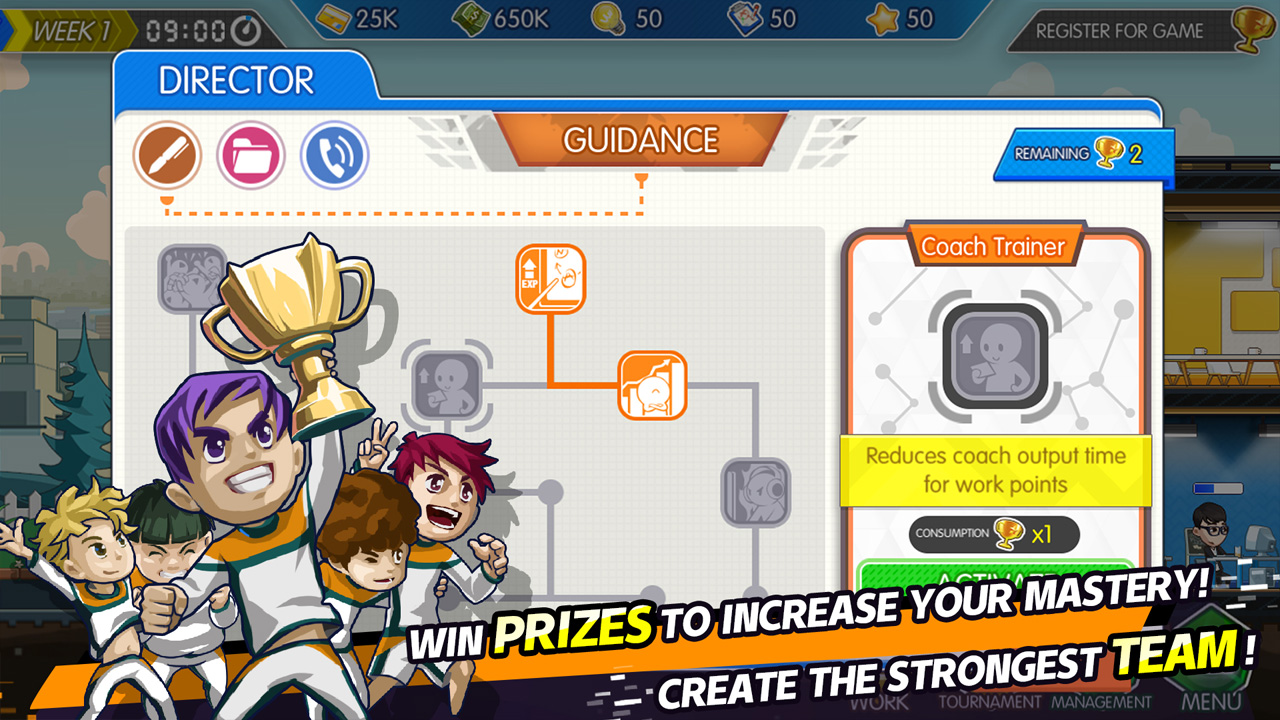 WEEK 1
09:00
25K
650K
50
50
50
REGISTER FOR GAME
DIRECTOR
GUIDANCE
REMAINING 2
EXP
Coach Trainer
Reduces coach output time
for work points
CONSUMPTION x1
ACTIVATE
WIN PRIZES TO INCREASE YOUR MASTERY!
CREATE THE STRONGEST TEAM!
WORK
TOURNAMENT
MANAGEMENT
MENU